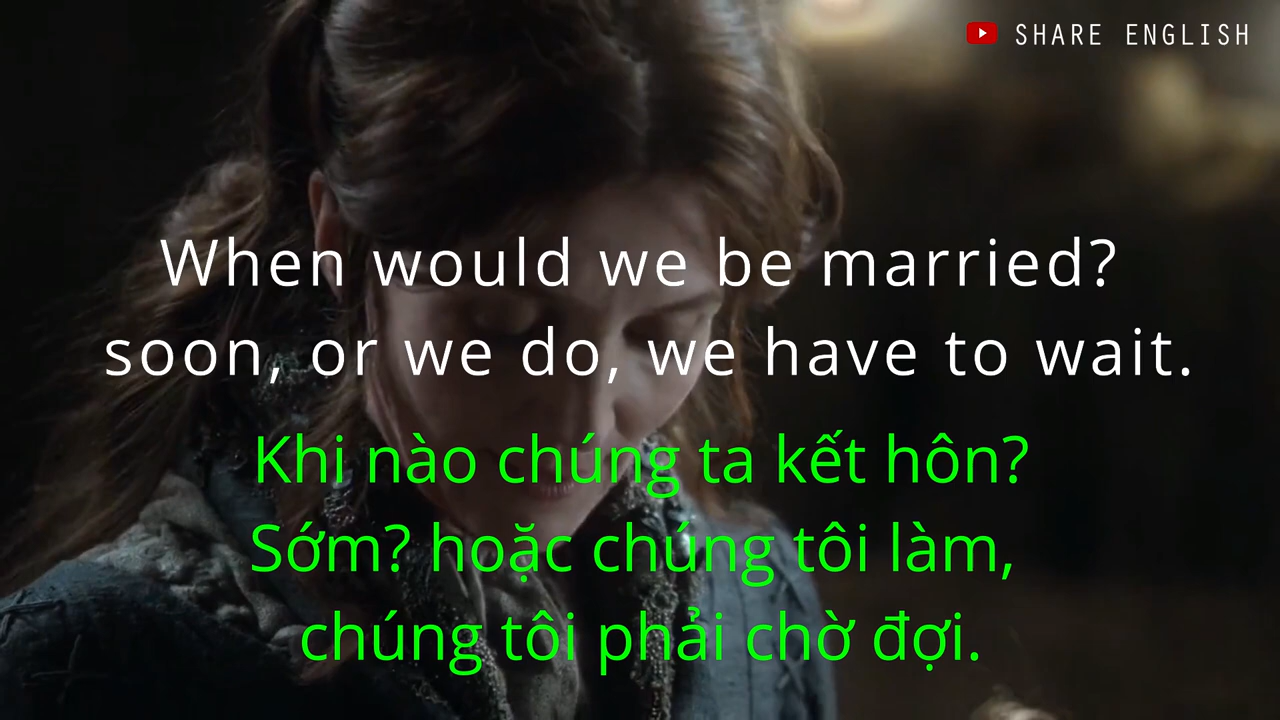 SHARE ENGLISH
When would we be married?
soon, or we do, we have to wait.
Khi nào chúng ta kết hôn?
Sớm? hoặc chúng tôi làm,
chúng tôi phải chờ đợi.